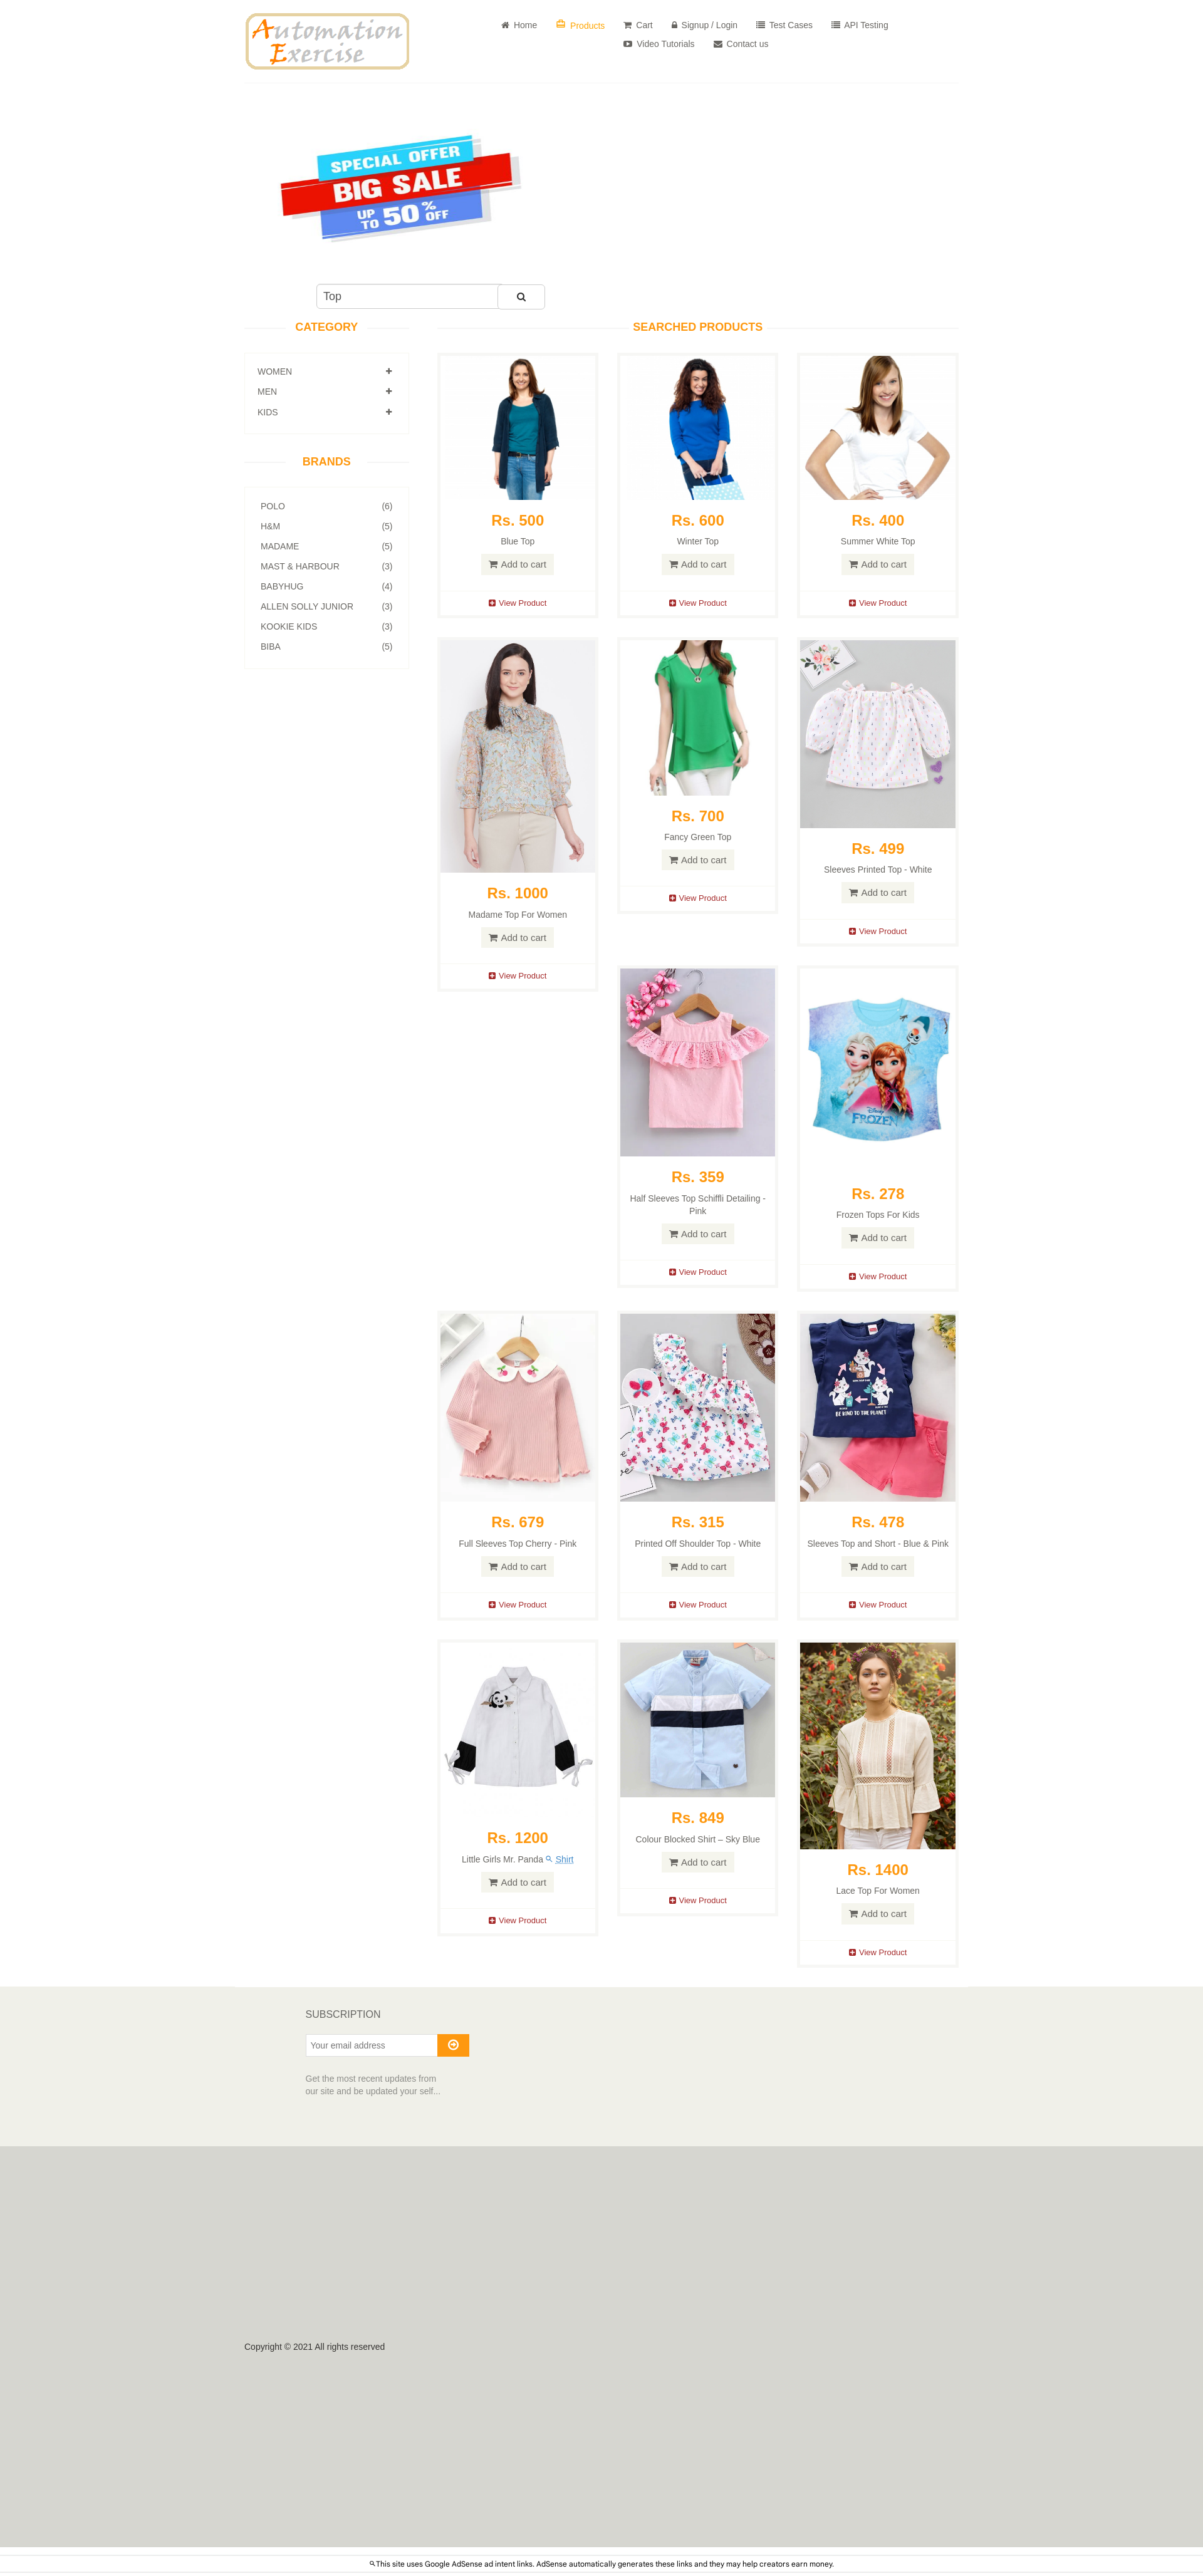 Automation
Exercise
Home
Products
Cart
Signup / Login
Test Cases
API Testing
Video Tutorials
Contact us
SPECIAL OFFER
BIG SALE
UP TO 50% OFF
Top
CATEGORY
WOMEN
MEN
KIDS
BRANDS
POLO (6)
H&M (5)
MADAME (5)
MAST & HARBOUR (3)
BABYHUG (4)
ALLEN SOLLY JUNIOR (3)
KOOKIE KIDS (3)
BIBA (5)
SEARCHED PRODUCTS
Rs. 500
Blue Top
Add to cart
View Product
Rs. 600
Winter Top
Add to cart
View Product
Rs. 400
Summer White Top
Add to cart
View Product
Rs. 1000
Madame Top For Women
Add to cart
View Product
Rs. 700
Fancy Green Top
Add to cart
View Product
Rs. 499
Sleeves Printed Top - White
Add to cart
View Product
Rs. 359
Half Sleeves Top Schiffli Detailing -
Pink
Add to cart
View Product
Disney
FROZEN
Rs. 278
Frozen Tops For Kids
Add to cart
View Product
Rs. 679
Full Sleeves Top Cherry - Pink
Add to cart
View Product
Rs. 315
Printed Off Shoulder Top - White
Add to cart
View Product
BE KIND TO THE PLANET
Rs. 478
Sleeves Top and Short - Blue & Pink
Add to cart
View Product
Rs. 1200
Little Girls Mr. Panda Shirt
Add to cart
View Product
Rs. 849
Colour Blocked Shirt – Sky Blue
Add to cart
View Product
Rs. 1400
Lace Top For Women
Add to cart
View Product
SUBSCRIPTION
Your email address
Get the most recent updates from
our site and be updated your self...
Copyright © 2021 All rights reserved
This site uses Google AdSense ad intent links. AdSense automatically generates these links and they may help creators earn money.